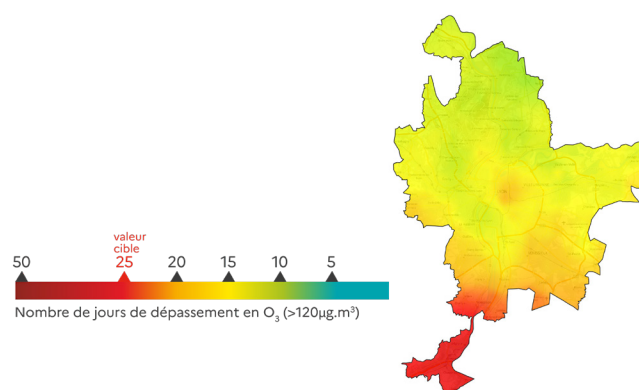 valeur
cible
50 25 20 15 10 5
Nombre de jours de dépassement en O₃ (>120µg.m³)